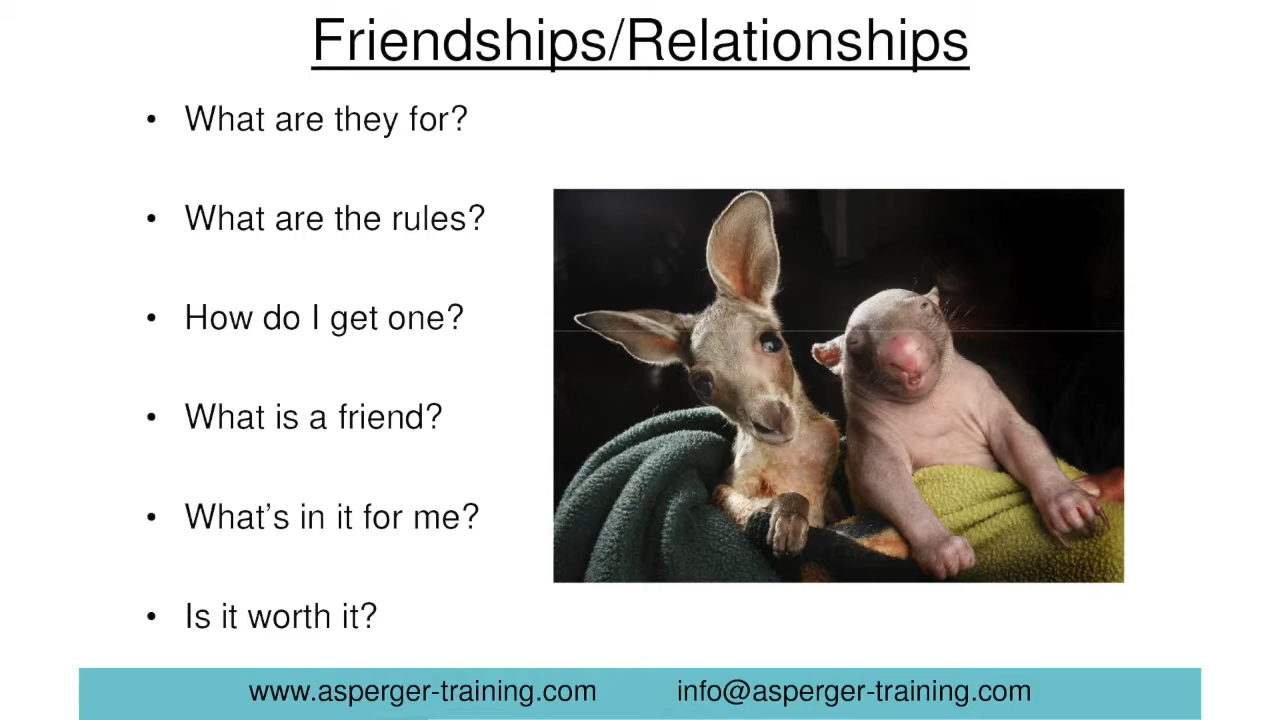 Friendships/Relationships
• What are they for?
• What are the rules?
• How do I get one?
• What is a friend?
• What’s in it for me?
• Is it worth it?
www.asperger-training.com info@asperger-training.com